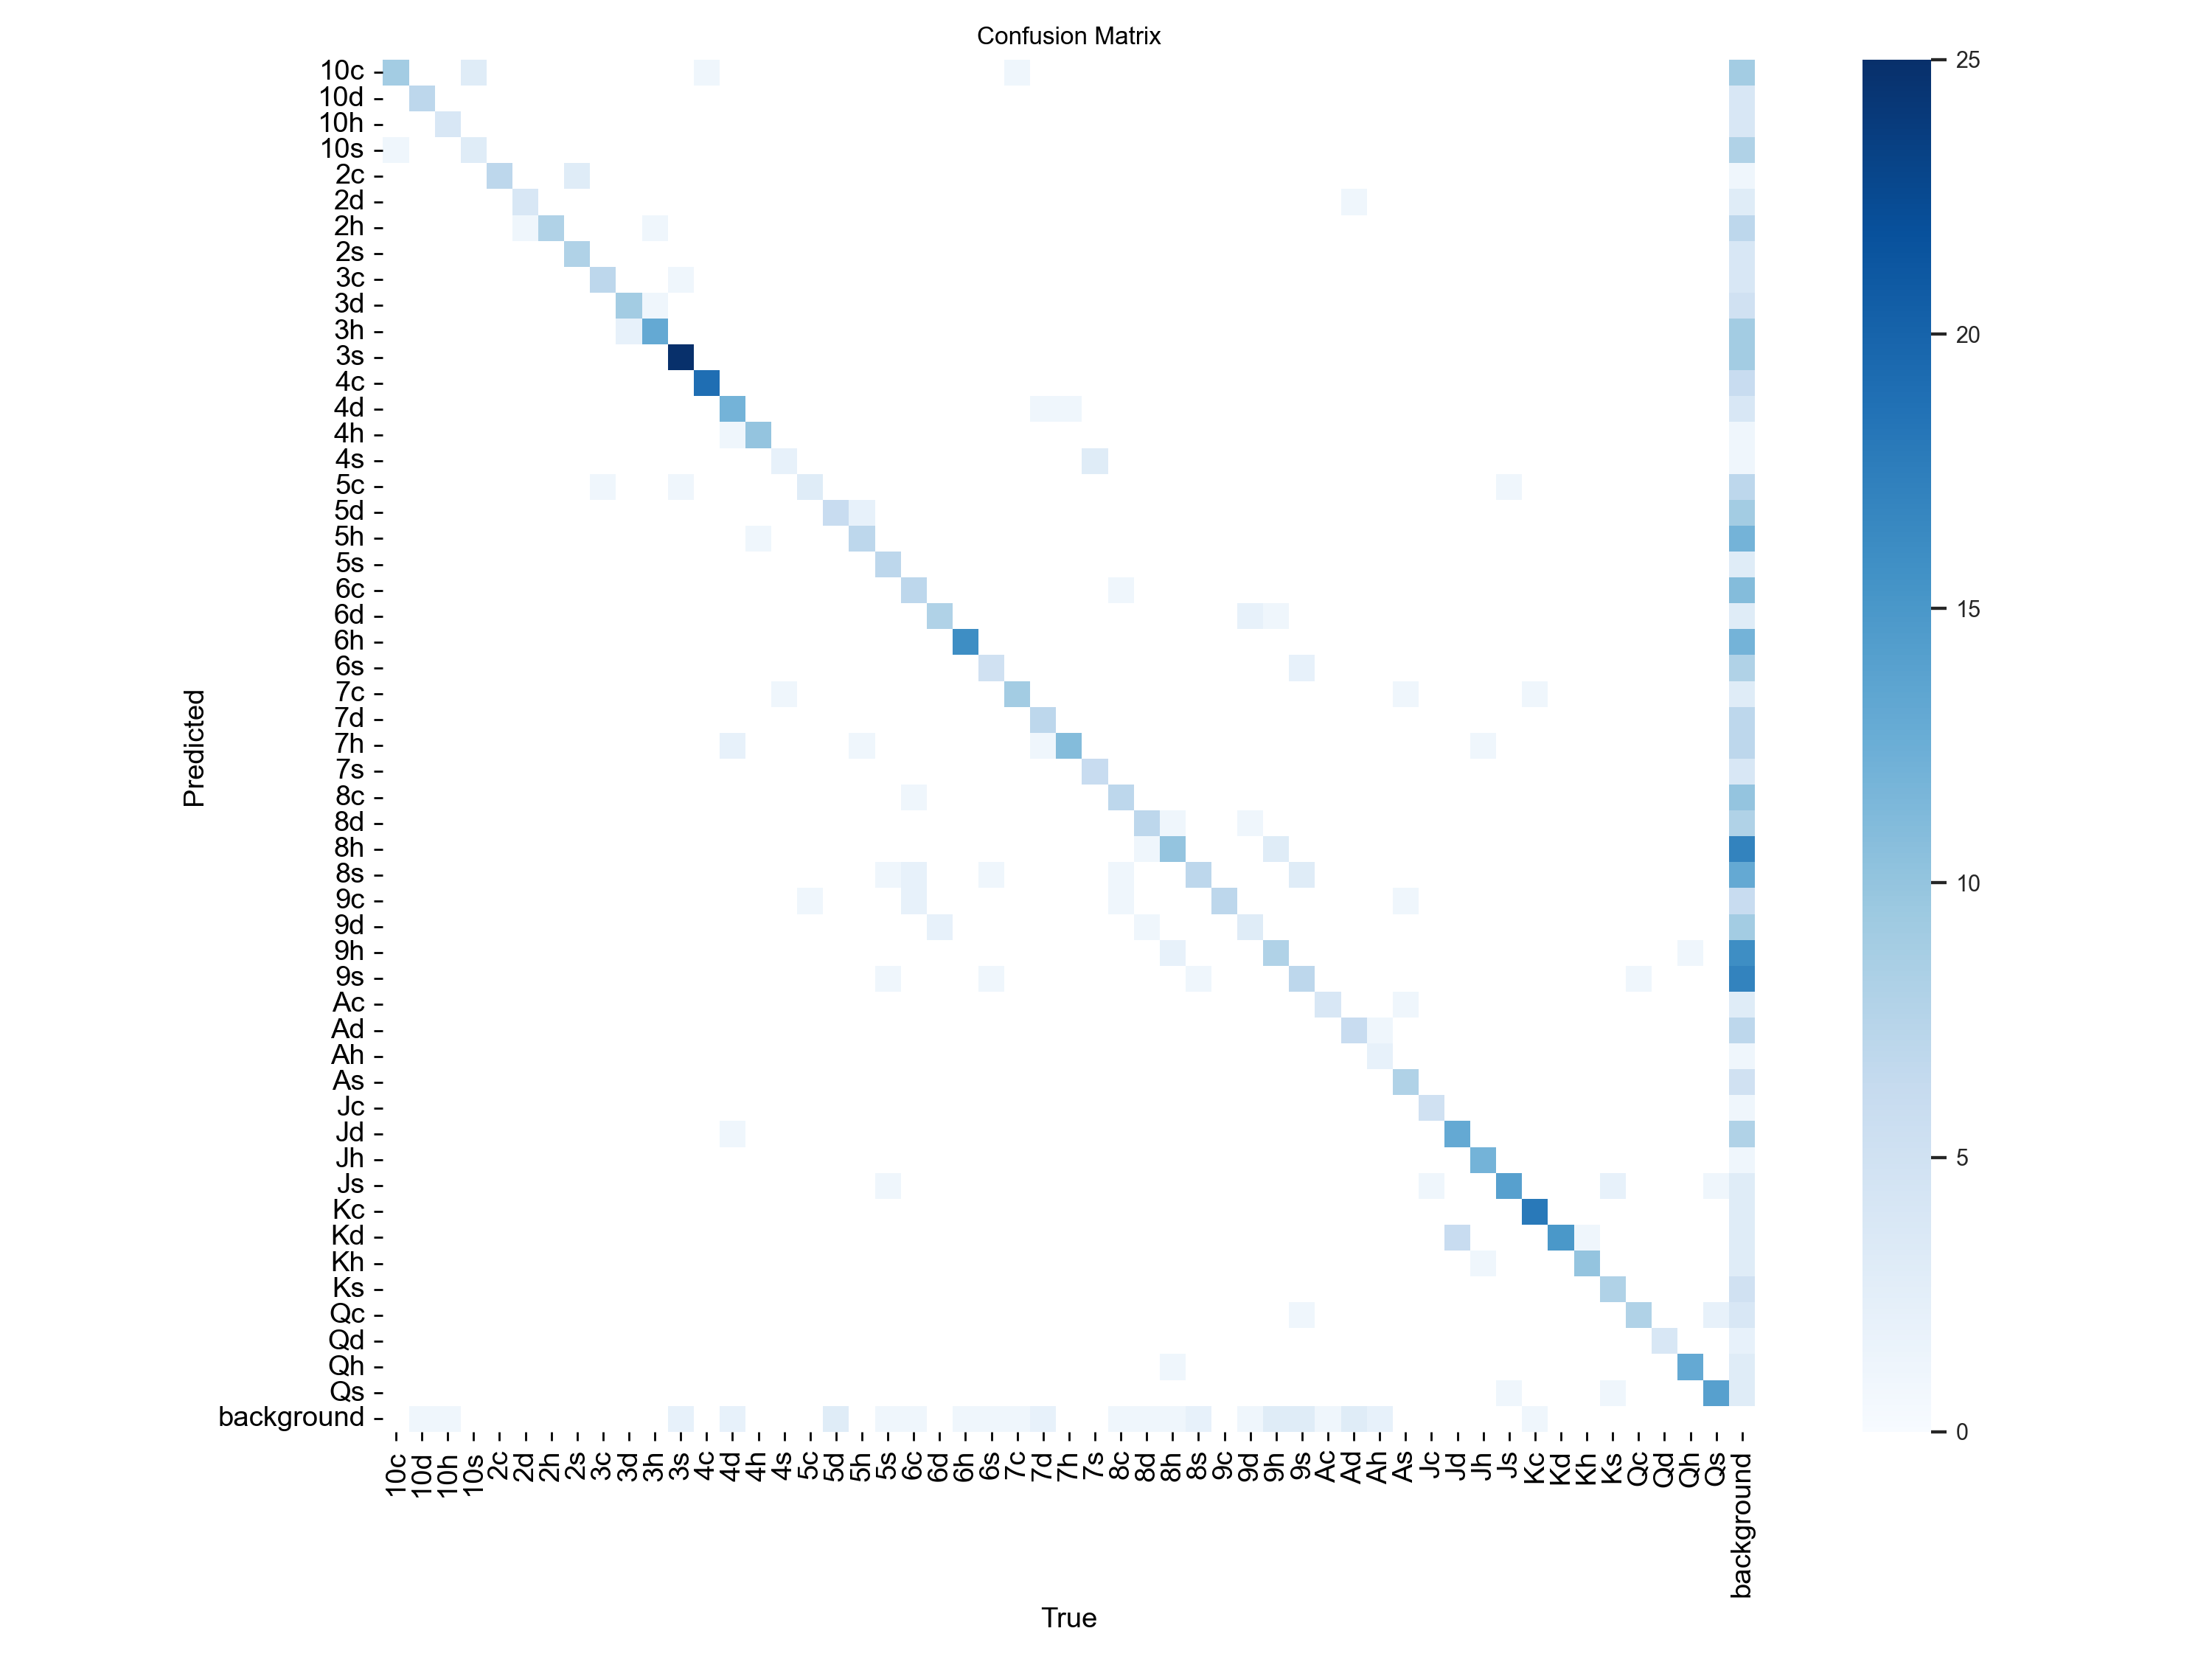 Confusion Matrix
10c
10d
10h
10s
2c
2d
2h
2s
3c
3d
3h
3s
4c
4d
4h
4s
5c
5d
5h
5s
6c
6d
6h
6s
7c
7d
7h
7s
8c
8d
8h
8s
9c
9d
9h
9s
Ac
Ad
Ah
As
Jc
Jd
Jh
Js
Kc
Kd
Kh
Ks
Qc
Qd
Qh
Qs
background
Predicted
10c 10d 10h 10s 2c 2d 2h 2s 3c 3d 3h 3s 4c 4d 4h 4s 5c 5d 5h 5s 6c 6d 6h 6s 7c 7d 7h 7s 8c 8d 8h 8s 9c 9d 9h 9s Ac Ad Ah As Jc Jd Jh Js Kc Kd Kh Ks Qc Qd Qh Qs background
True
25
20
15
10
5
0